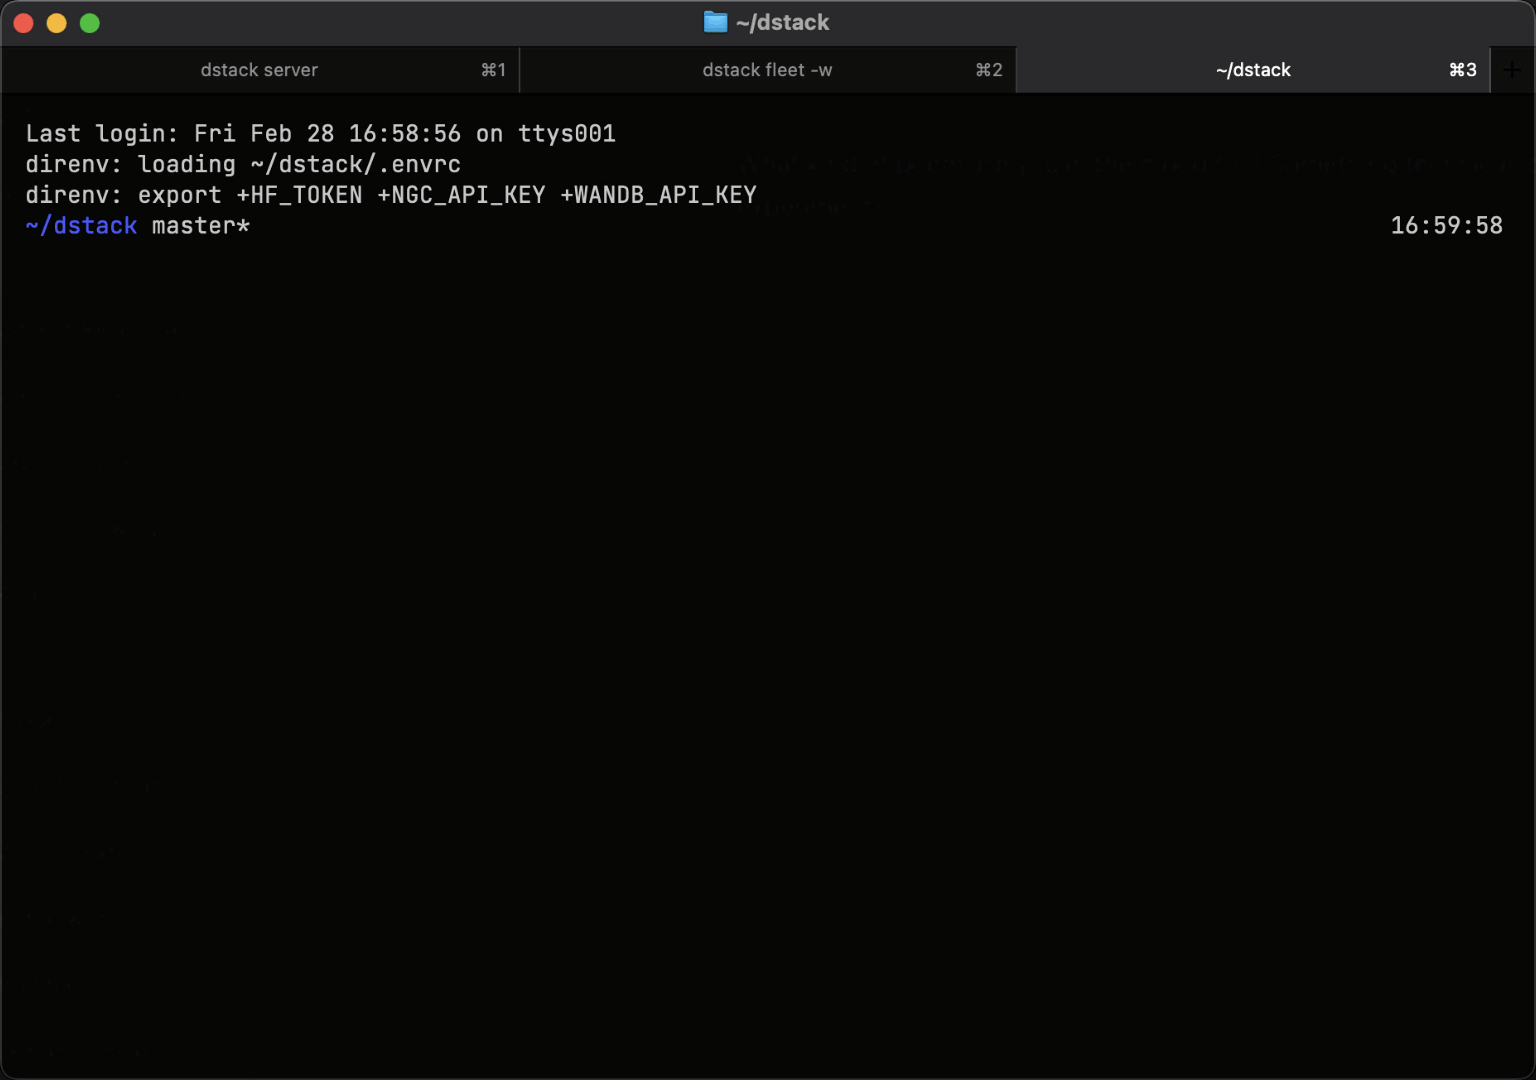 ~/dstack
dstack server ⌘1 dstack fleet -w ⌘2 ~/dstack ⌘3 +
Last login: Fri Feb 28 16:58:56 on ttys001
direnv: loading ~/dstack/.envrc
direnv: export +HF_TOKEN +NGC_API_KEY +WANDB_API_KEY
~/dstack master* 16:59:58